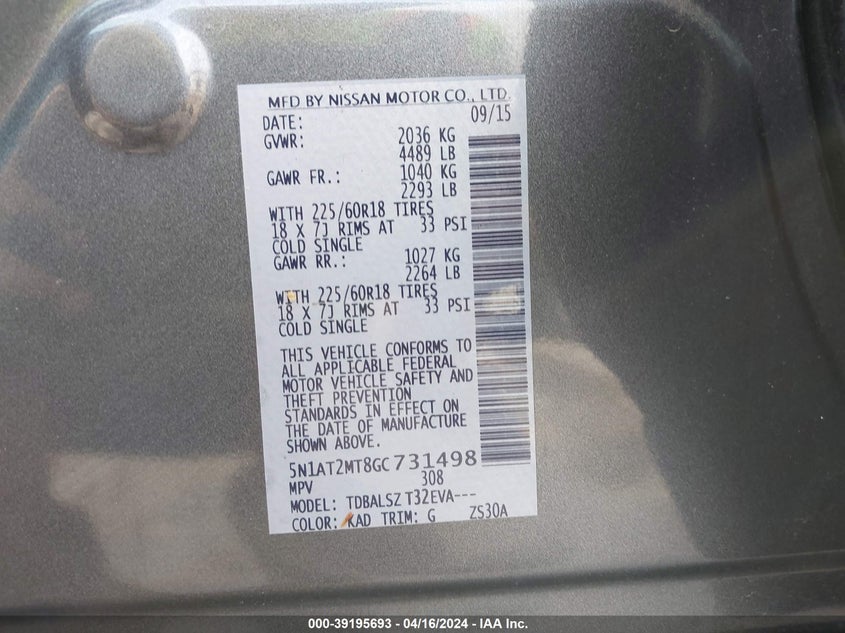 MFD BY NISSAN MOTOR CO., LTD.
DATE: 09/15
GVWR: 2036 KG
4489 LB
GAWR FR.: 1040 KG
2293 LB
WITH 225/60R18 TIRES
18 X 7J RIMS AT 33 PSI
COLD SINGLE
GAWR RR.: 1027 KG
2264 LB
WITH 225/60R18 TIRES
18 X 7J RIMS AT 33 PSI
COLD SINGLE
THIS VEHICLE CONFORMS TO
ALL APPLICABLE FEDERAL
MOTOR VEHICLE SAFETY AND
THEFT PREVENTION
STANDARDS IN EFFECT ON
THE DATE OF MANUFACTURE
SHOWN ABOVE.
5N1AT2MT8GC731498
MPV 308
MODEL: TDBALSZ T32EVA---
COLOR: KAD TRIM: G ZS30A
000-39195693 - 04/16/2024 - IAA Inc.